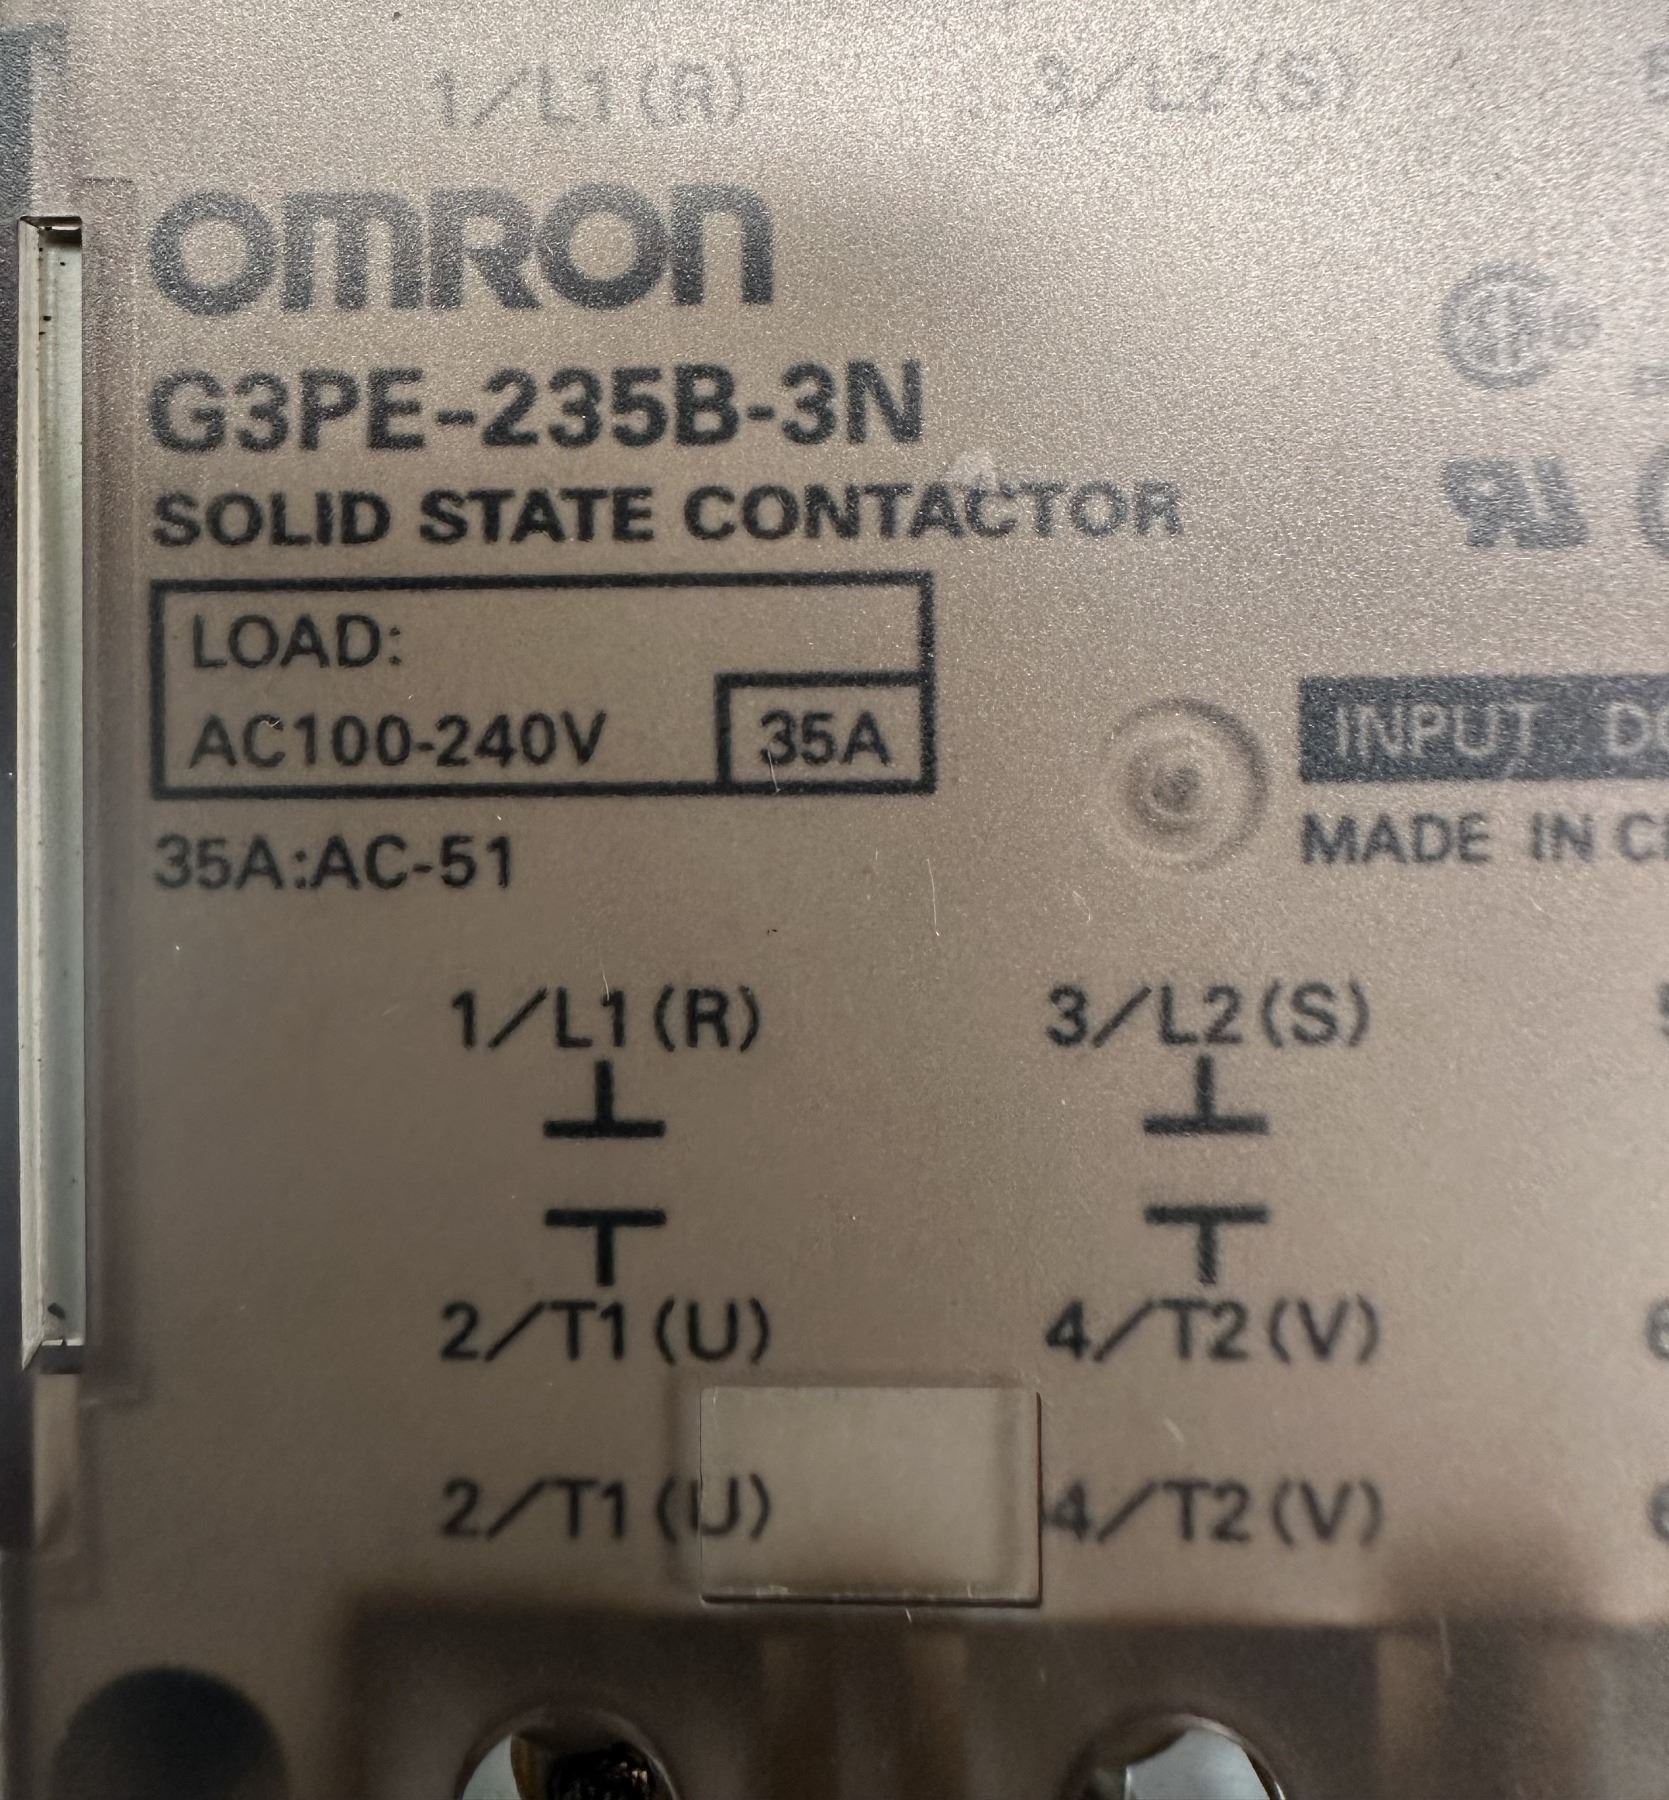 1/L1(R) 3/L2(S)
OMRON
G3PE-235B-3N
SOLID STATE CONTACTOR
LOAD:
AC100-240V 35A
INPUT
MADE IN
35A:AC-51
1/L1(R) 3/L2(S)
2/T1(U) 4/T2(V)
2/T1(U) 4/T2(V)